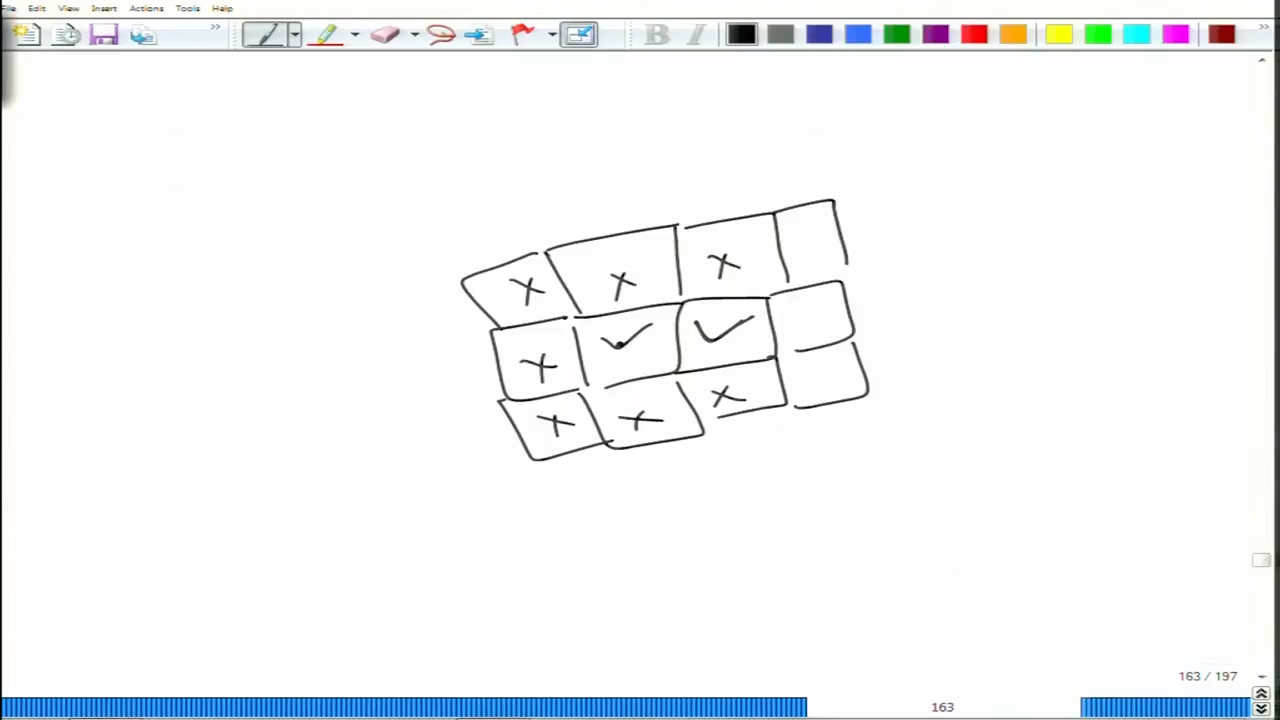 File Edit View Insert Actions Tools Help
B I
x x x
x ✓ ✓
x x x
163 / 197
163